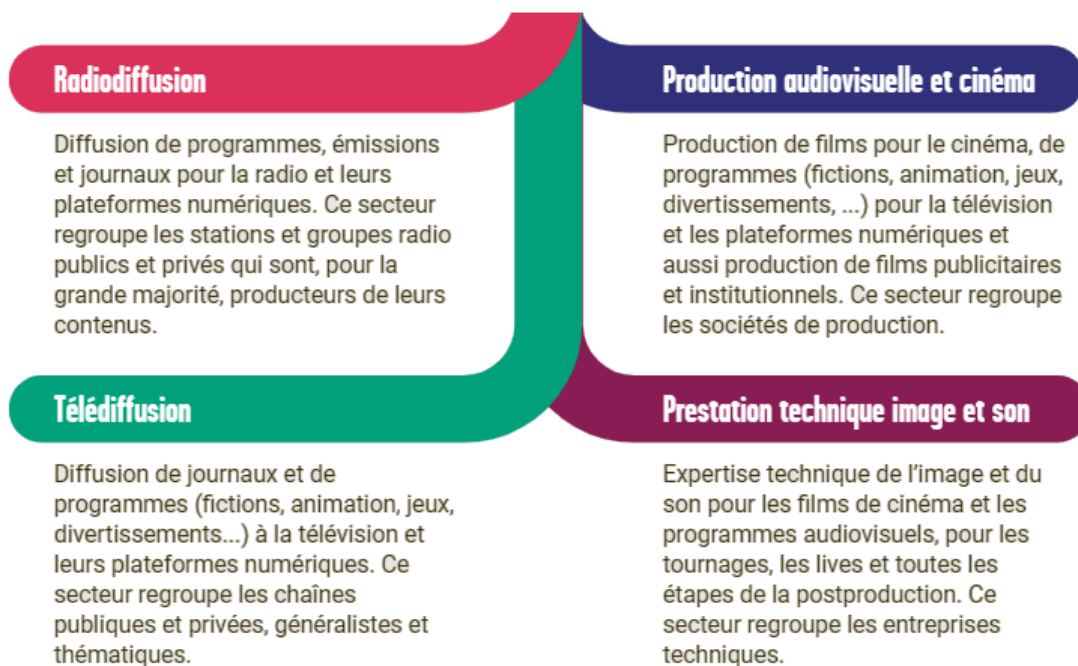 Radiodiffusion
Diffusion de programmes, émissions
et journaux pour la radio et leurs
plateformes numériques. Ce secteur
regroupe les stations et groupes radio
publics et privés qui sont, pour la
grande majorité, producteurs de leurs
contenus.
Production audiovisuelle et cinéma
Production de films pour le cinéma, de
programmes (fictions, animation, jeux,
divertissements, ...) pour la télévision
et les plateformes numériques et
aussi production de films publicitaires
et institutionnels. Ce secteur regroupe
les sociétés de production.
Télédiffusion
Diffusion de journaux et de
programmes (fictions, animation, jeux,
divertissements...) à la télévision et
leurs plateformes numériques. Ce
secteur regroupe les chaînes
publiques et privées, généralistes et
thématiques.
Prestation technique image et son
Expertise technique de l’image et du
son pour les films de cinéma et les
programmes audiovisuels, pour les
tournages, les lives et toutes les
étapes de la postproduction. Ce
secteur regroupe les entreprises
techniques.